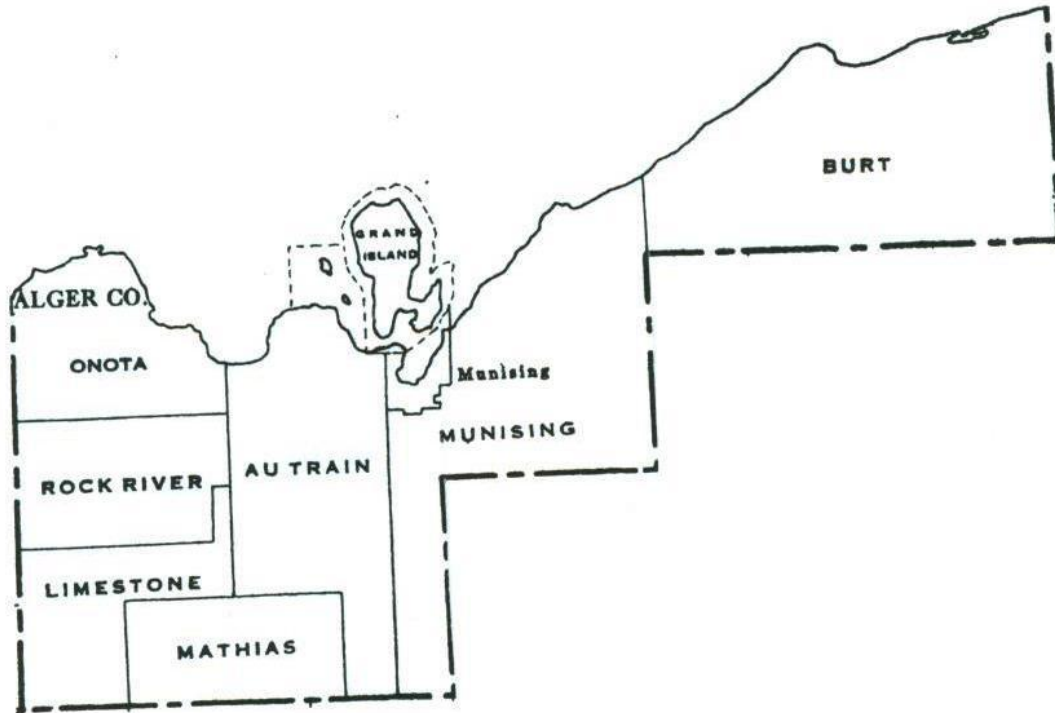 BURT
GRAND
ISLAND
ALGER CO.
ONOTA
Munising
MUNISING
AU TRAIN
ROCK RIVER
LIMESTONE
MATHIAS